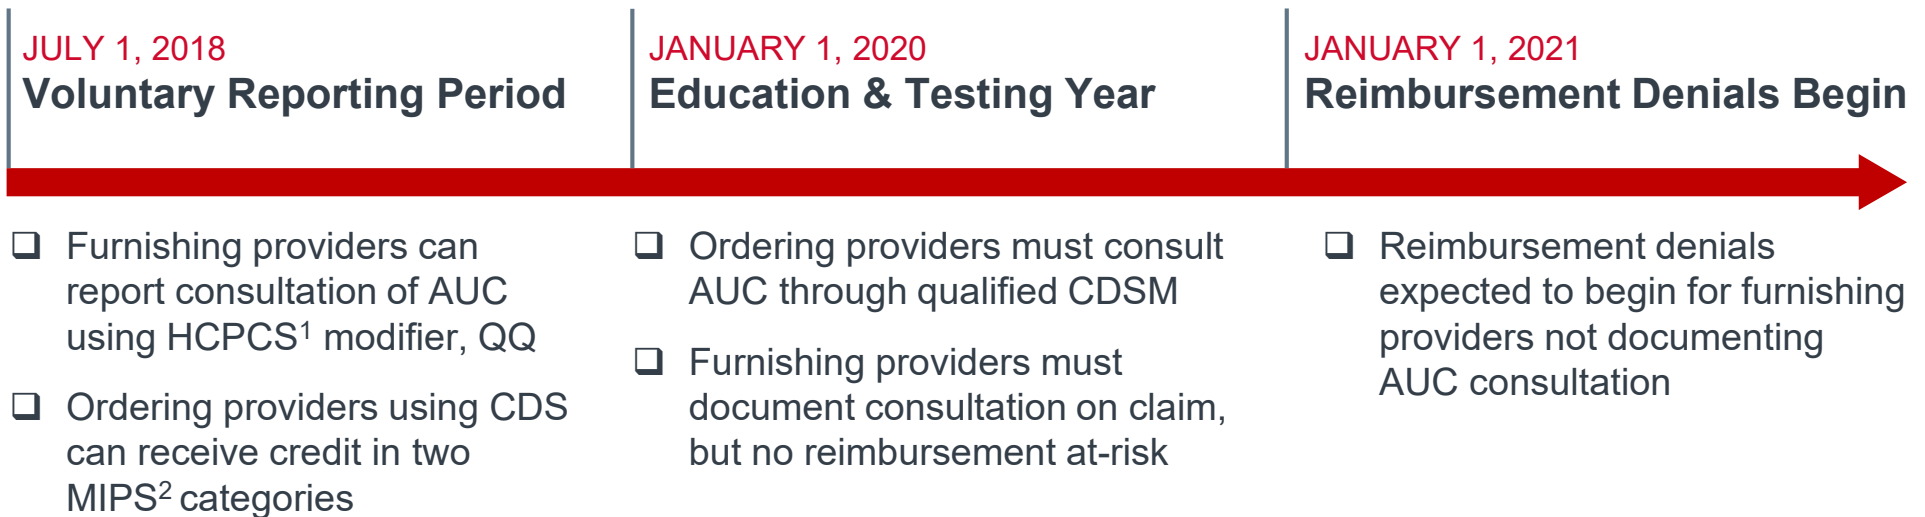 JULY 1, 2018
Voluntary Reporting Period
❑ Furnishing providers can
report consultation of AUC
using HCPCS¹ modifier, QQ
❑ Ordering providers using CDS
can receive credit in two
MIPS² categories
JANUARY 1, 2020
Education & Testing Year
❑ Ordering providers must consult
AUC through qualified CDSM
❑ Furnishing providers must
document consultation on claim,
but no reimbursement at-risk
JANUARY 1, 2021
Reimbursement Denials Begin
❑ Reimbursement denials
expected to begin for furnishing
providers not documenting
AUC consultation